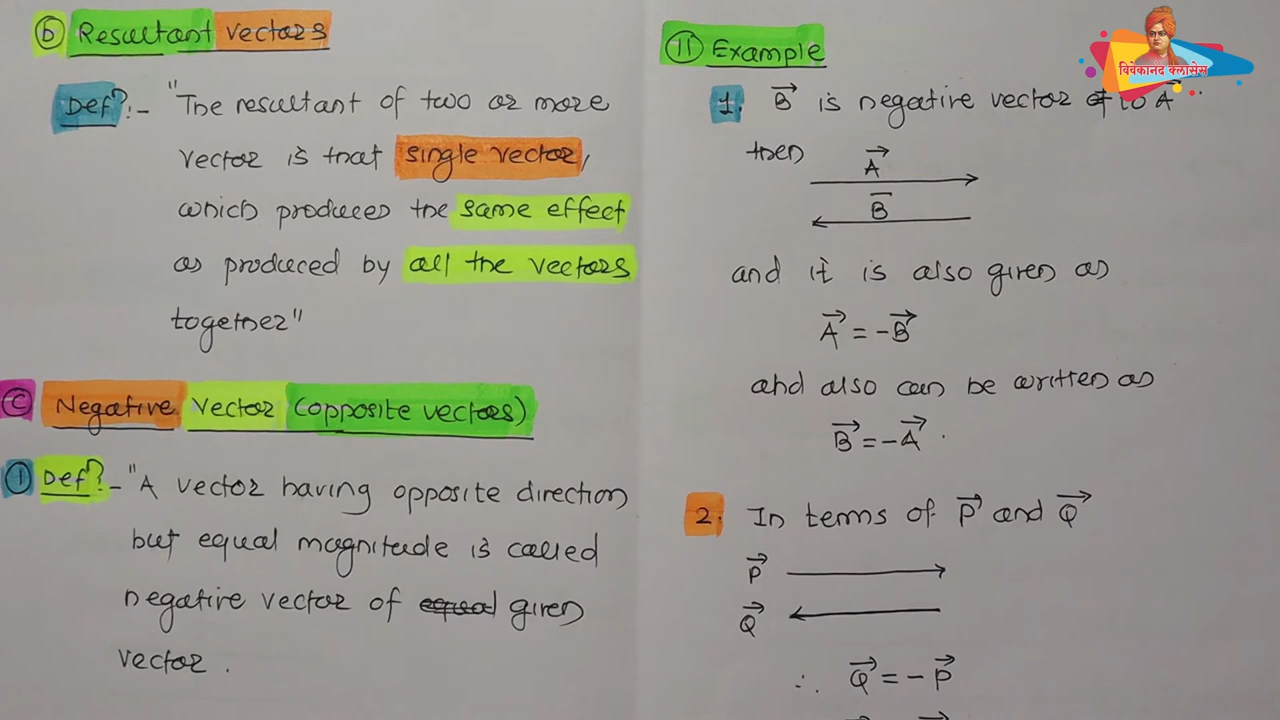 b Resultant vectors
Def?:- "The resultant of two or more
vector is that single vector,
which produces the same effect
as produced by all the vectors
together"
C Negative Vector (opposite vectors)
I Def?- "A vector having opposite direction
but equal magnitude is called
negative vector of equal given
vector.
II Example
विवेकानंद क्लासेस
1. B⃗ is negative vector of to A⃗
then
A⃗
B̅
and it is also given as
A⃗ = -B⃗
and also can be written as
B⃗ = -A⃗.
2. In terms of P⃗ and Q⃗
P⃗
Q⃗
∴ Q⃗ = -P⃗